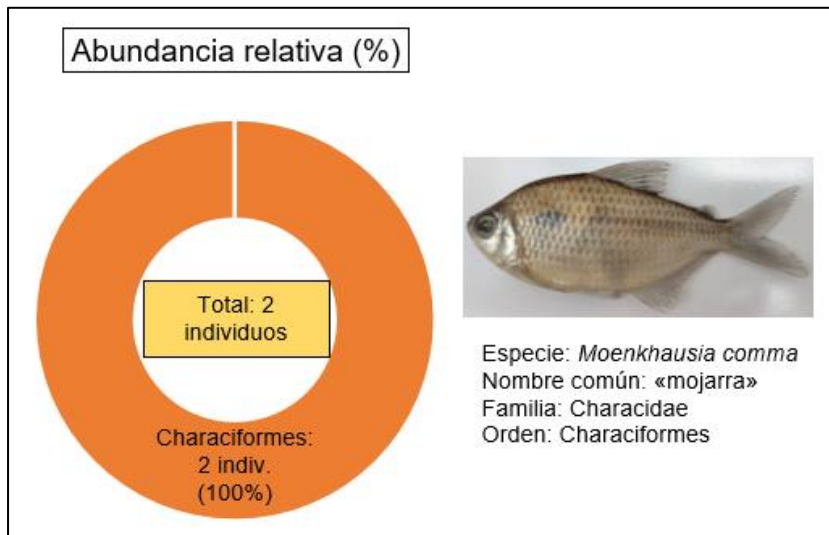 Abundancia relativa (%)
Total: 2
individuos
Characiformes:
2 indiv.
(100%)
Especie: Moenkhausia comma
Nombre común: «mojarra»
Familia: Characidae
Orden: Characiformes